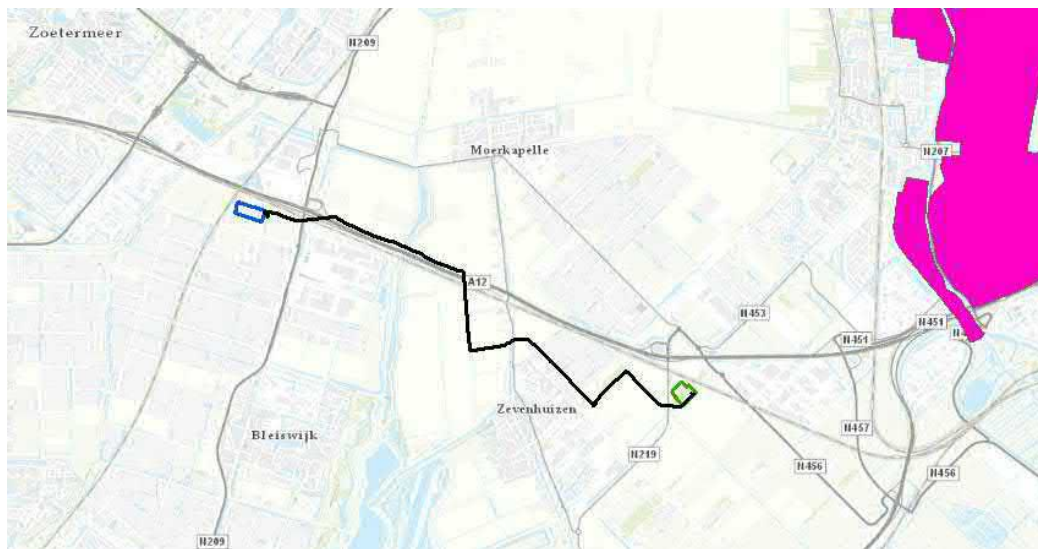 Zoetermeer
N209
Moerkapelle
N207
A12
N453
N451
N451
Zevenhuizen
Bleiswijk
N219
N457
N456
N456
N209